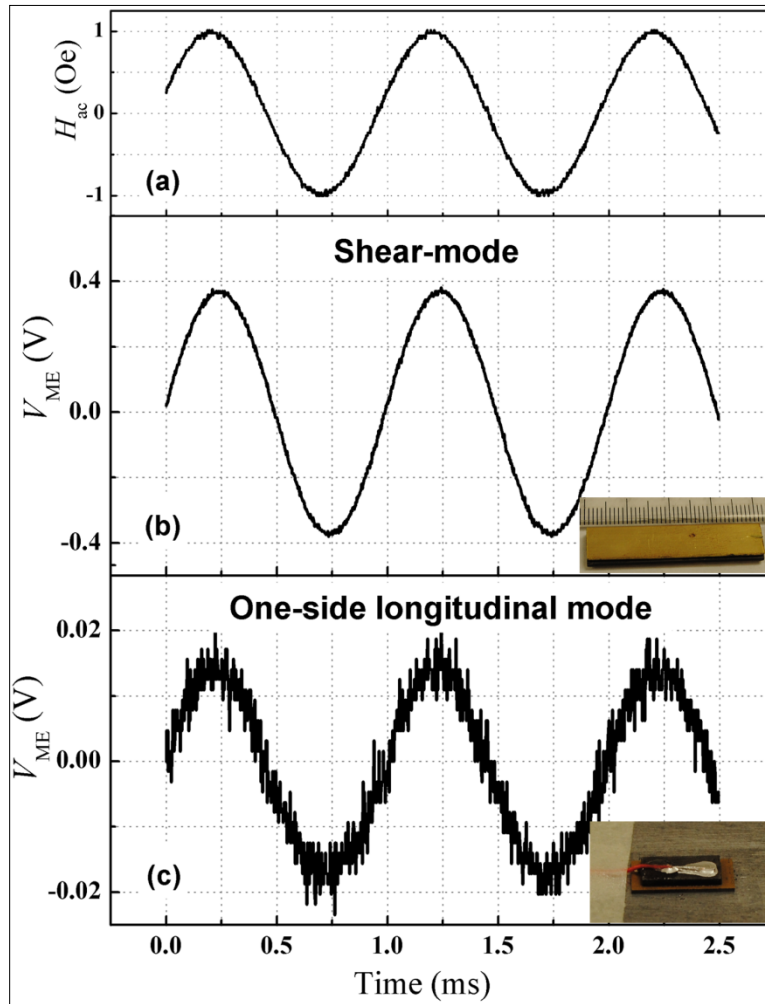 H_ac (Oe)
1
0
-1
(a)
Shear-mode
V_ME (V)
0.4
0.0
-0.4
(b)
One-side longitudinal mode
V_ME (V)
0.02
0.00
-0.02
(c)
0.0 0.5 1.0 1.5 2.0 2.5
Time (ms)